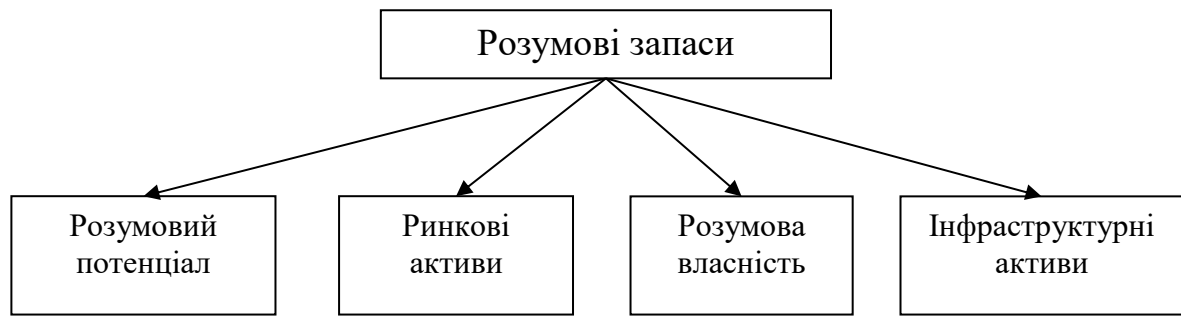 Розумові запаси
Розумовий
потенціал
Ринкові
активи
Розумова
власність
Інфраструктурні
активи